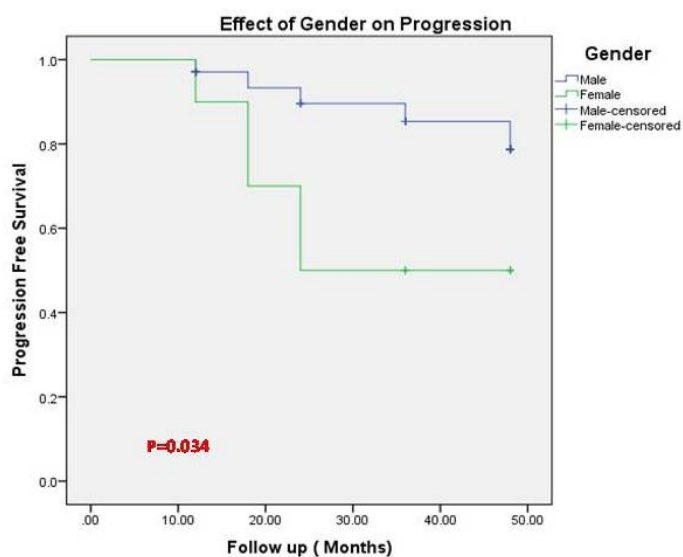 Effect of Gender on Progression
Gender
Male
Female
Male-censored
Female-censored
Progression Free Survival
1.0
0.8
0.6
0.4
0.2
0.0
P=0.034
.00 10.00 20.00 30.00 40.00 50.00
Follow up ( Months)